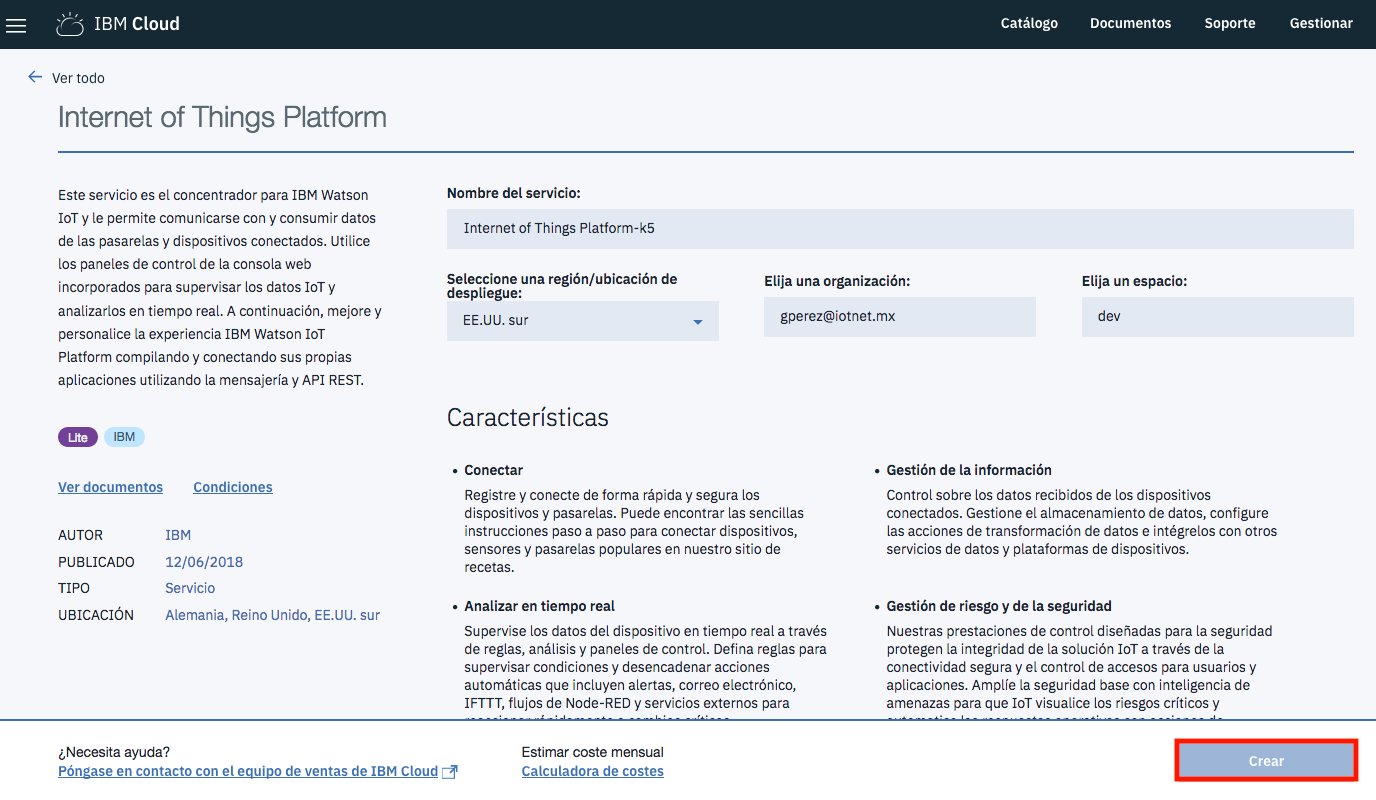 IBM Cloud
Catálogo
Documentos
Soporte
Gestionar
Ver todo
Internet of Things Platform
Este servicio es el concentrador para IBM Watson
IoT y le permite comunicarse con y consumir datos
de las pasarelas y dispositivos conectados. Utilice
los paneles de control de la consola web
incorporados para supervisar los datos IoT y
analizarlos en tiempo real. A continuación, mejore y
personalice la experiencia IBM Watson IoT
Platform compilando y conectando sus propias
aplicaciones utilizando la mensajería y API REST.
Lite
IBM
Ver documentos
Condiciones
AUTOR IBM
PUBLICADO 12/06/2018
TIPO Servicio
UBICACIÓN Alemania, Reino Unido, EE.UU. sur
Nombre del servicio:
Internet of Things Platform-k5
Seleccione una región/ubicación de
despliegue:
EE.UU. sur
Elija una organización:
gperez@iotnet.mx
Elija un espacio:
dev
Características
• Conectar
Registre y conecte de forma rápida y segura los
dispositivos y pasarelas. Puede encontrar las sencillas
instrucciones paso a paso para conectar dispositivos,
sensores y pasarelas populares en nuestro sitio de
recetas.
• Gestión de la información
Control sobre los datos recibidos de los dispositivos
conectados. Gestione el almacenamiento de datos, configure
las acciones de transformación de datos e intégrelos con otros
servicios de datos y plataformas de dispositivos.
• Analizar en tiempo real
Supervise los datos del dispositivo en tiempo real a través
de reglas, análisis y paneles de control. Defina reglas para
supervisar condiciones y desencadenar acciones
automáticas que incluyen alertas, correo electrónico,
IFTTT, flujos de Node-RED y servicios externos para
• Gestión de riesgo y de la seguridad
Nuestras prestaciones de control diseñadas para la seguridad
protegen la integridad de la solución IoT a través de la
conectividad segura y el control de accesos para usuarios y
aplicaciones. Amplíe la seguridad base con inteligencia de
amenazas para que IoT visualice los riesgos críticos y
¿Necesita ayuda?
Póngase en contacto con el equipo de ventas de IBM Cloud
Estimar coste mensual
Calculadora de costes
Crear